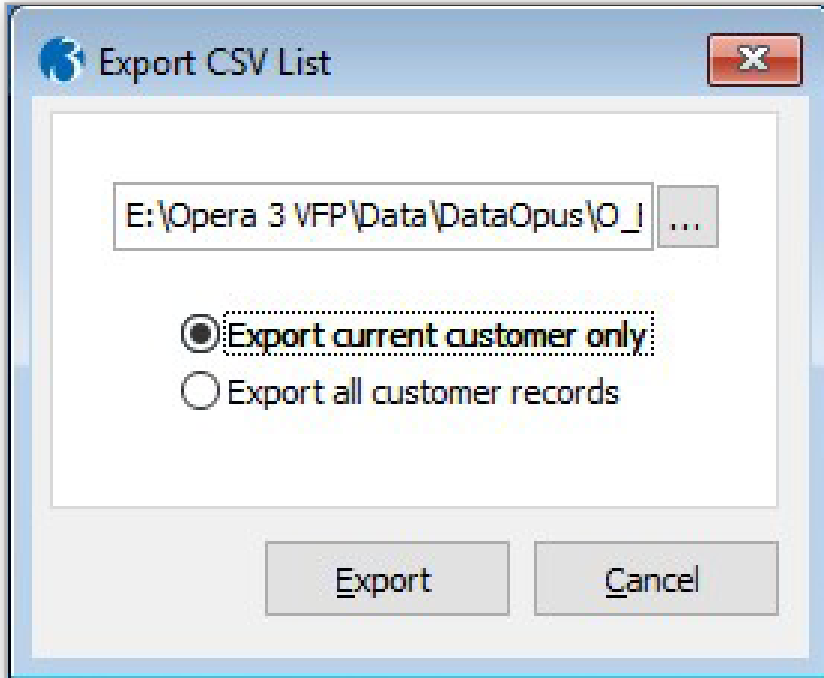 Export CSV List
E:\Opera 3 VFP\Data\DataOpus\O_
...
Export current customer only
Export all customer records
Export
Cancel